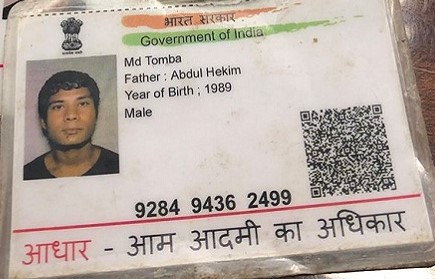 भारत सरकार
Government of India
Md Tomba
Father : Abdul Hekim
Year of Birth ; 1989
Male
9284 9436 2499
आधार - आम आदमी का अधिकार